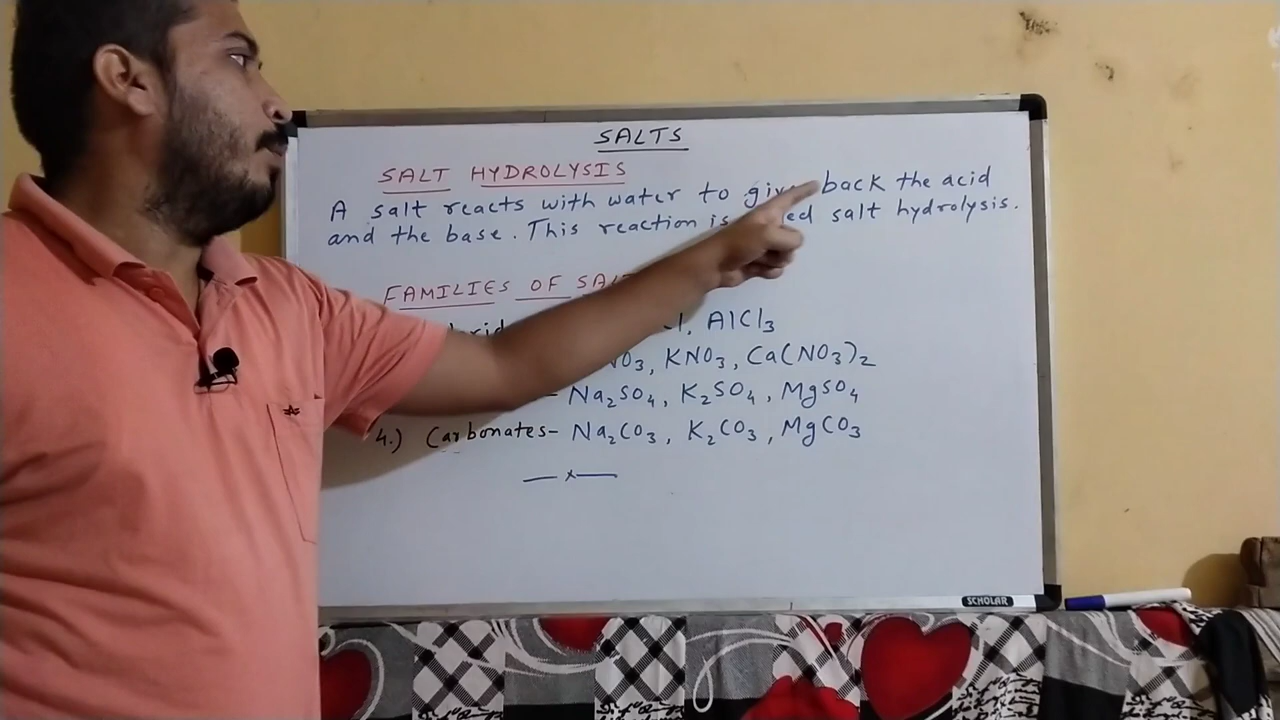 SALTS
SALT HYDROLYSIS
A salt reacts with water to give back the acid
and the base. This reaction is salt hydrolysis.
FAMILIES OF
AlCl₃
KNO₃, Ca(NO₃)₂
– Na₂SO₄, K₂SO₄, MgSO₄
4.) Carbonates– Na₂CO₃, K₂CO₃, MgCO₃
—x—
SCHOLAR